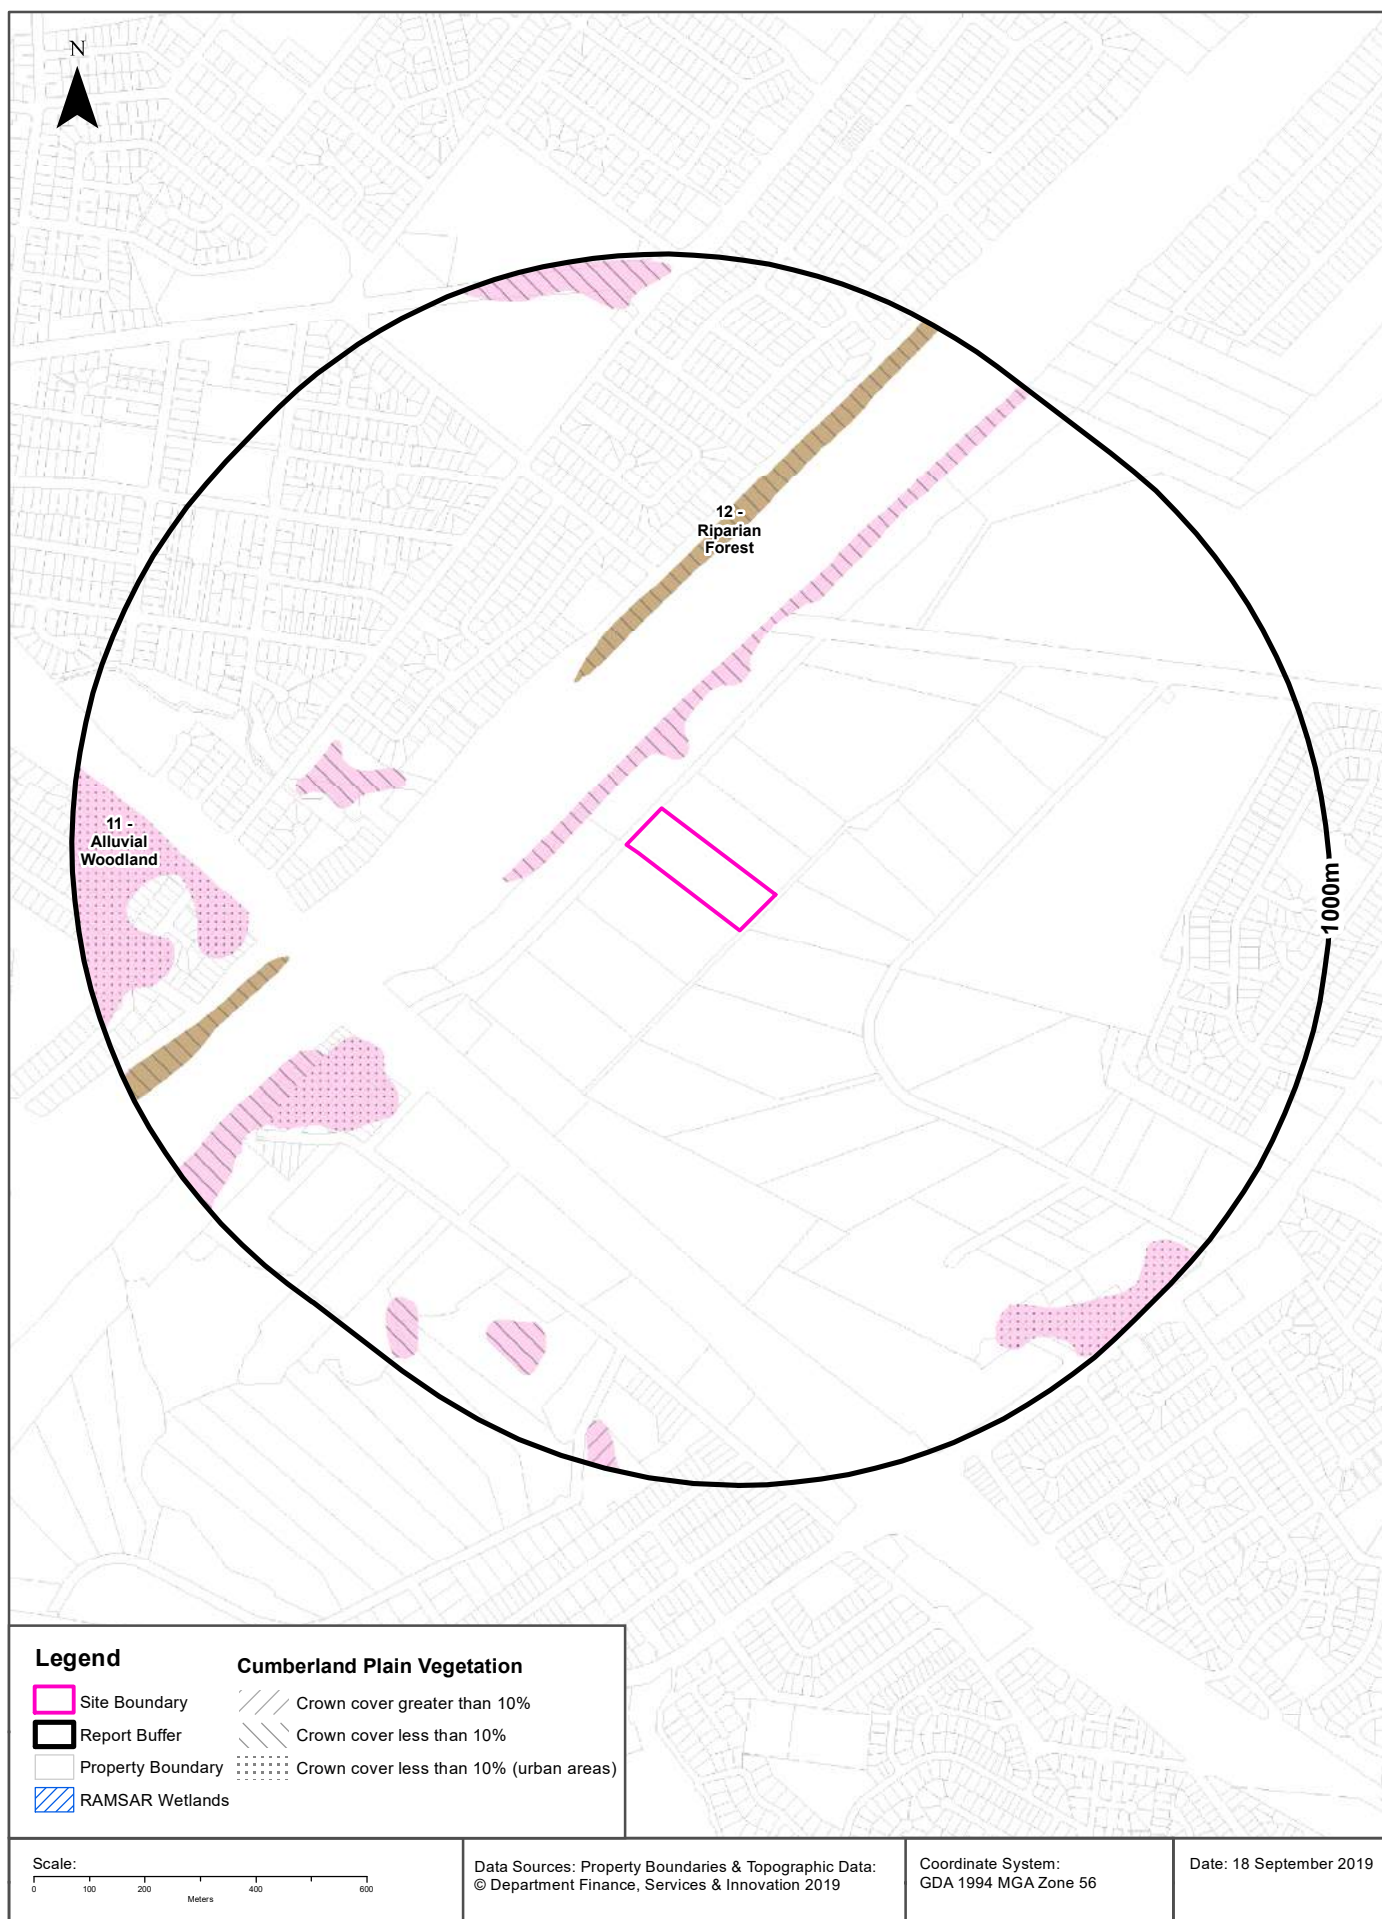 N
12 -
Riparian
Forest
11 -
Alluvial
Woodland
1000m
Legend
Site Boundary
Report Buffer
Property Boundary
RAMSAR Wetlands
Cumberland Plain Vegetation
Crown cover greater than 10%
Crown cover less than 10%
Crown cover less than 10% (urban areas)
Scale:
0 100 200 400 600
Meters
Data Sources: Property Boundaries & Topographic Data:
© Department Finance, Services & Innovation 2019
Coordinate System:
GDA 1994 MGA Zone 56
Date: 18 September 2019